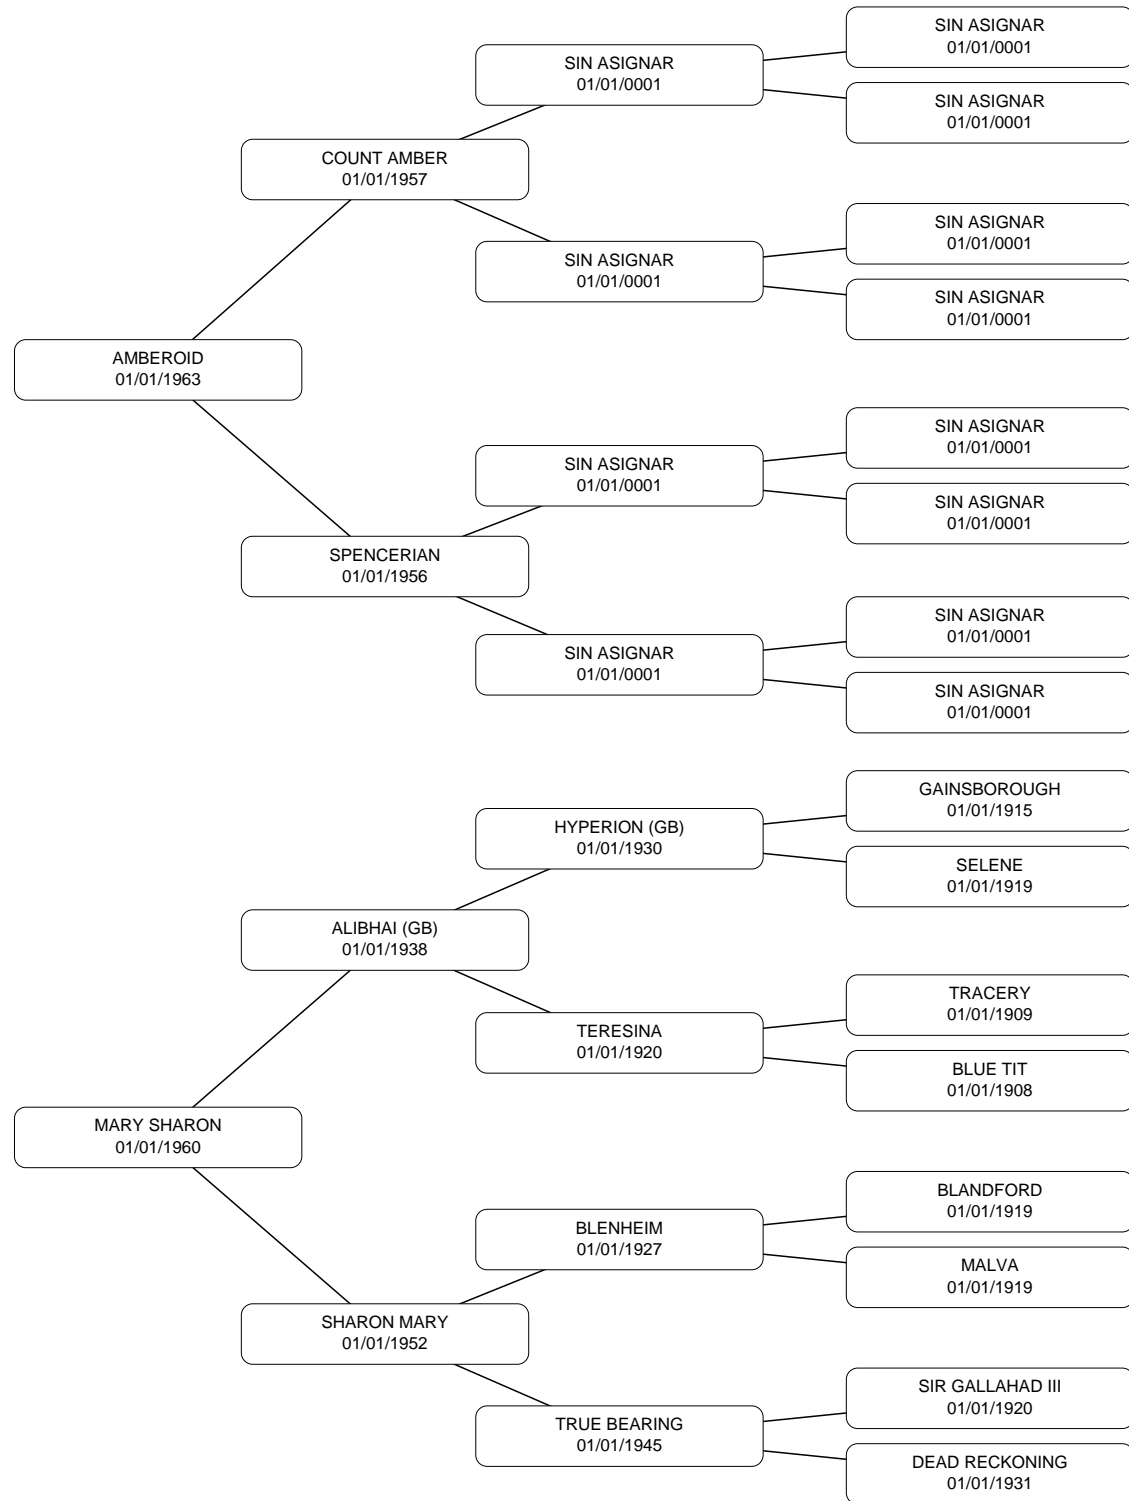 SIN ASIGNAR
01/01/0001
SIN ASIGNAR
01/01/0001
SIN ASIGNAR
01/01/0001
COUNT AMBER
01/01/1957
SIN ASIGNAR
01/01/0001
SIN ASIGNAR
01/01/0001
SIN ASIGNAR
01/01/0001
AMBEROID
01/01/1963
SIN ASIGNAR
01/01/0001
SIN ASIGNAR
01/01/0001
SIN ASIGNAR
01/01/0001
SPENCERIAN
01/01/1956
SIN ASIGNAR
01/01/0001
SIN ASIGNAR
01/01/0001
SIN ASIGNAR
01/01/0001
GAINSBOROUGH
01/01/1915
HYPERION (GB)
01/01/1930
SELENE
01/01/1919
ALIBHAI (GB)
01/01/1938
TRACERY
01/01/1909
TERESINA
01/01/1920
BLUE TIT
01/01/1908
MARY SHARON
01/01/1960
BLANDFORD
01/01/1919
BLENHEIM
01/01/1927
MALVA
01/01/1919
SHARON MARY
01/01/1952
SIR GALLAHAD III
01/01/1920
TRUE BEARING
01/01/1945
DEAD RECKONING
01/01/1931